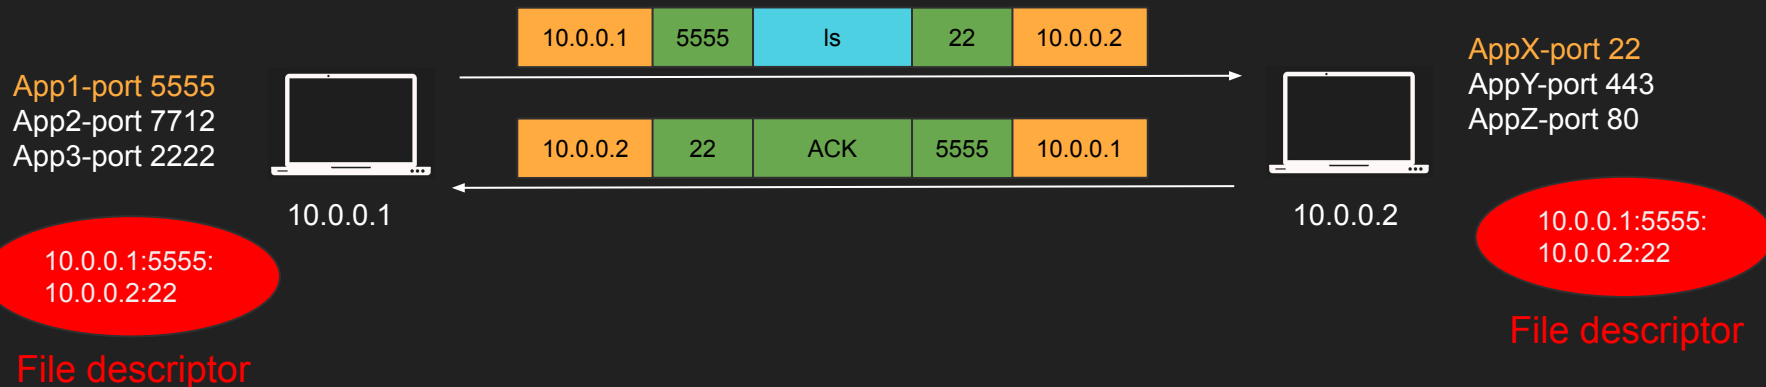 10.0.0.1 5555 ls 22 10.0.0.2
App1-port 5555
App2-port 7712
App3-port 2222
AppX-port 22
AppY-port 443
AppZ-port 80
10.0.0.2 22 ACK 5555 10.0.0.1
10.0.0.1
10.0.0.2
10.0.0.1:5555:
10.0.0.2:22
File descriptor
10.0.0.1:5555:
10.0.0.2:22
File descriptor